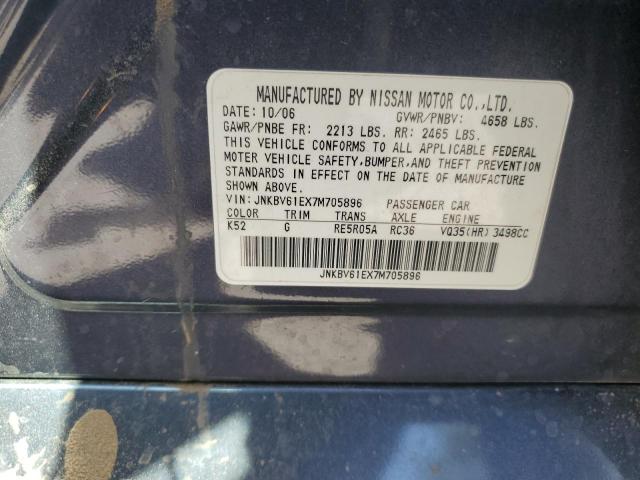 MANUFACTURED BY NISSAN MOTOR CO.,LTD.
DATE: 10/06 GVWR/PNBV: 4658 LBS.
GAWR/PNBE FR: 2213 LBS. RR: 2465 LBS.
THIS VEHICLE CONFORMS TO ALL APPLICABLE FEDERAL
MOTOR VEHICLE SAFETY, BUMPER, AND THEFT PREVENTION
STANDARDS IN EFFECT ON THE DATE OF MANUFACTURE
SHOWN ABOVE.
VIN: JNKBV61EX7M705896 PASSENGER CAR
COLOR TRIM TRANS AXLE ENGINE
K52 G RE5R05A RC36 VQ35(HR) 3498CC
JNKBV61EX7M705896